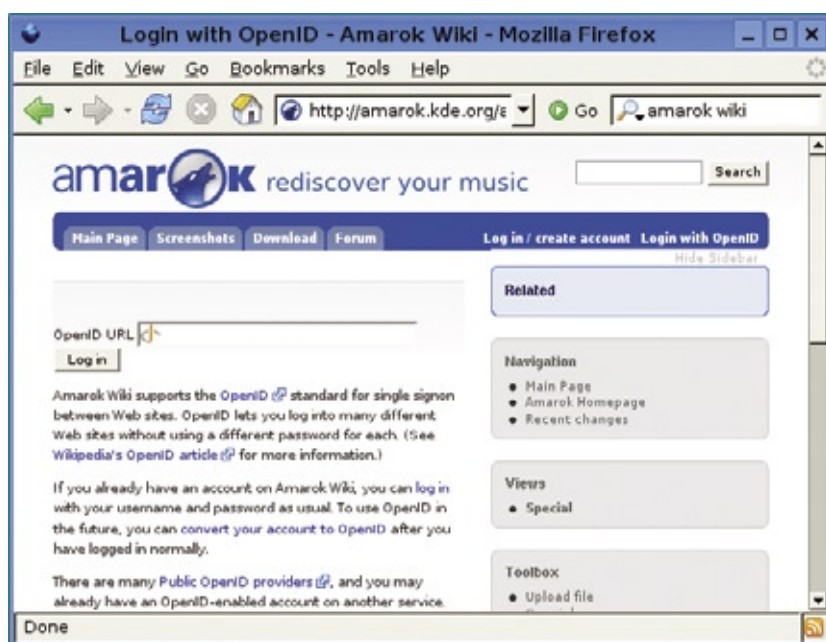 Login with OpenID - Amarok Wiki - Mozilla Firefox
File Edit View Go Bookmarks Tools Help
http://amarok.kde.org/ Go amarok wiki
amarok rediscover your music
Search
Main Page Screenshots Download Forum
Log in / create account Login with OpenID
Hide Sidebar
OpenID URL
Log in
Amarok Wiki supports the OpenID standard for single signon
between Web sites. OpenID lets you log into many different
Web sites without using a different password for each. (See
Wikipedia's OpenID article for more information.)
If you already have an account on Amarok Wiki, you can log in
with your username and password as usual. To use OpenID in
the future, you can convert your account to OpenID after you
have logged in normally.
There are many Public OpenID providers, and you may
already have an OpenID-enabled account on another service.
Related
Navigation
Main Page
Amarok Homepage
Recent changes
Views
Special
Toolbox
Upload file
Done